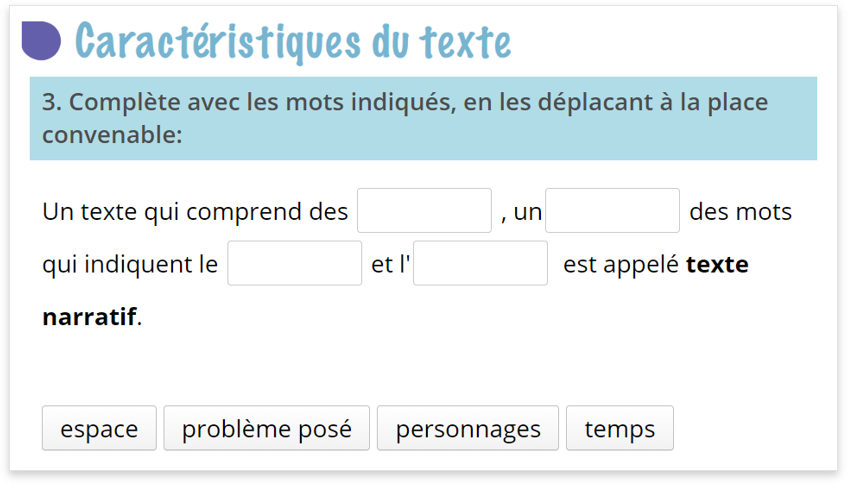 Caractéristiques du texte
3. Complète avec les mots indiqués, en les déplacant à la place
convenable:
Un texte qui comprend des , un des mots
qui indiquent le et l' est appelé texte
narratif.
espace problème posé personnages temps